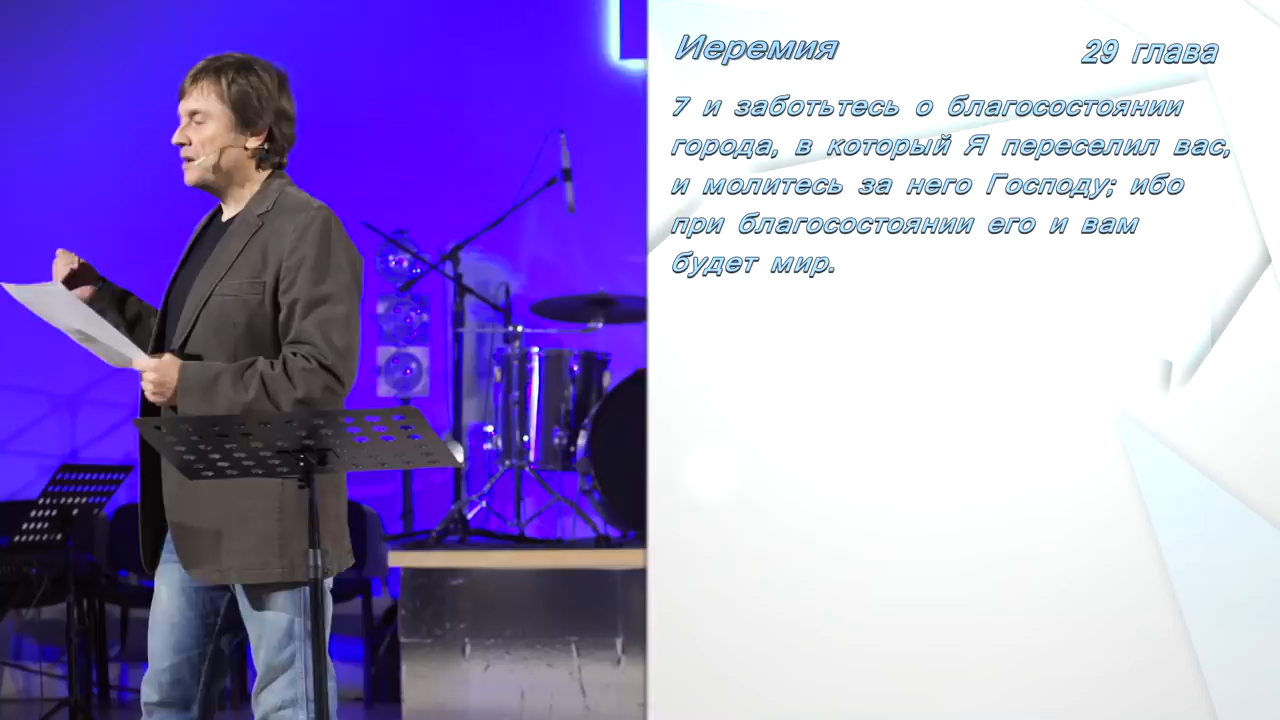 Иеремия 29 глава
7 и заботьтесь о благосостоянии
города, в который Я переселил вас,
и молитесь за него Господу; ибо
при благосостоянии его и вам
будет мир.